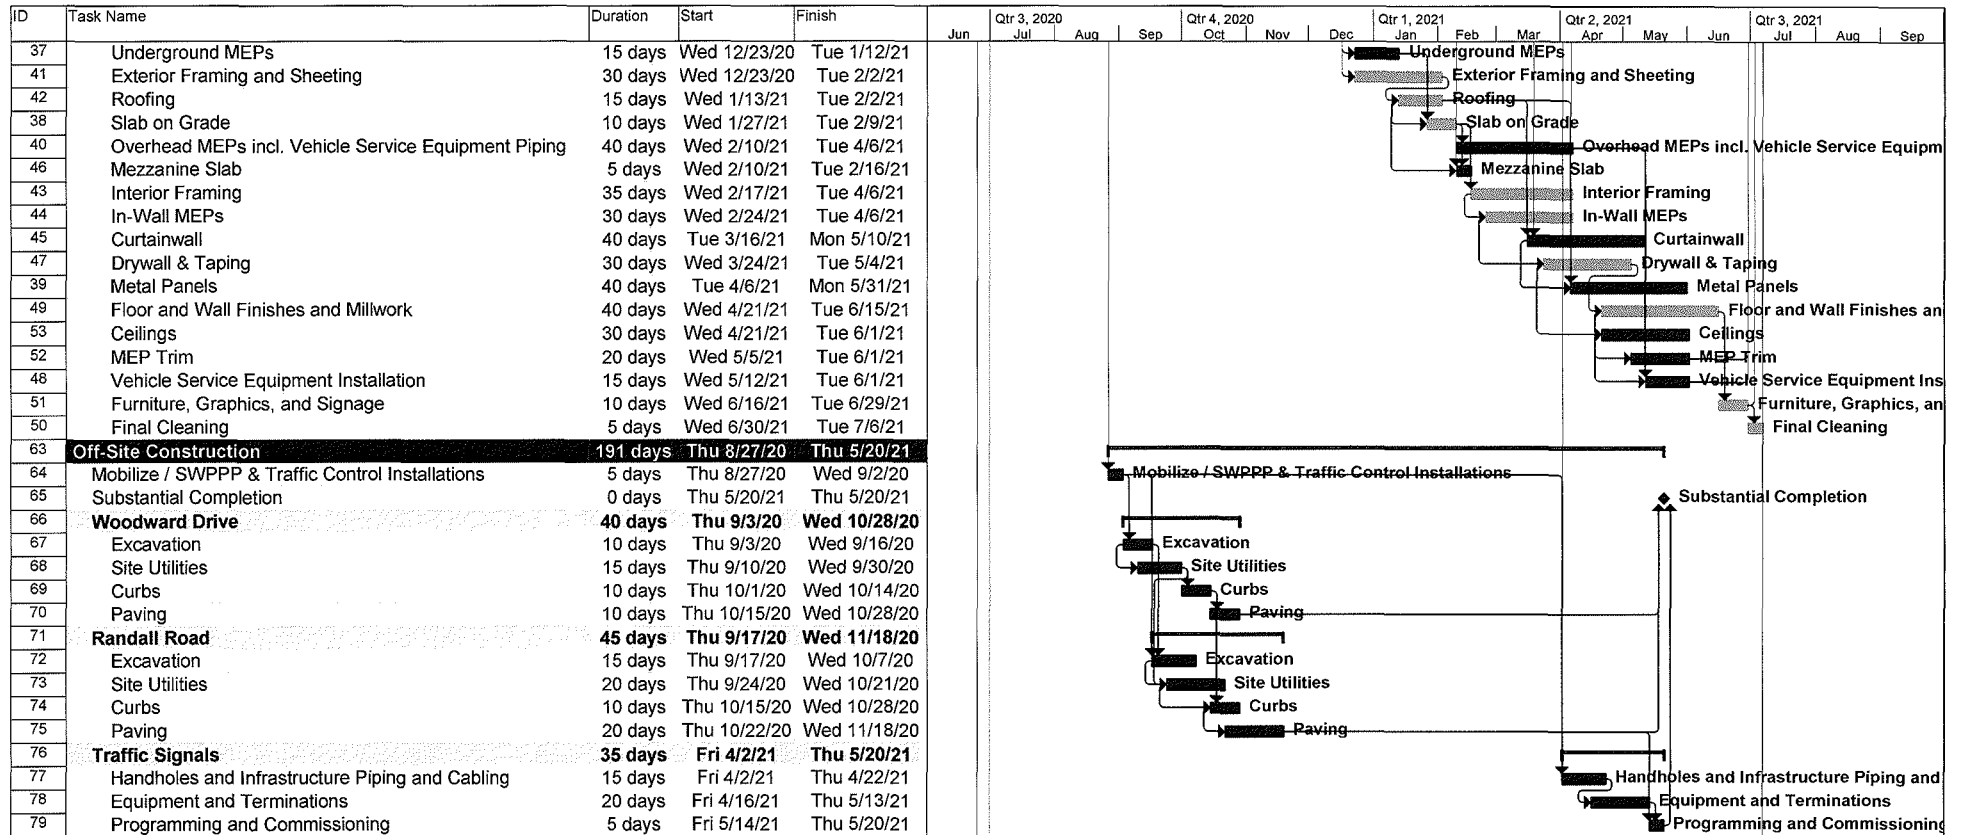 ID Task Name Duration Start Finish
Qtr 3, 2020 Qtr 4, 2020 Qtr 1, 2021 Qtr 2, 2021 Qtr 3, 2021
Jun Jul Aug Sep Oct Nov Dec Jan Feb Mar Apr May Jun Jul Aug Sep
37 Underground MEPs 15 days Wed 12/23/20 Tue 1/12/21 Underground MEPs
41 Exterior Framing and Sheeting 30 days Wed 12/23/20 Tue 2/2/21 Exterior Framing and Sheeting
42 Roofing 15 days Wed 1/13/21 Tue 2/2/21 Roofing
38 Slab on Grade 10 days Wed 1/27/21 Tue 2/9/21 Slab on Grade
40 Overhead MEPs incl. Vehicle Service Equipment Piping 40 days Wed 2/10/21 Tue 4/6/21 Overhead MEPs incl. Vehicle Service Equipm
46 Mezzanine Slab 5 days Wed 2/10/21 Tue 2/16/21 Mezzanine Slab
43 Interior Framing 35 days Wed 2/17/21 Tue 4/6/21 Interior Framing
44 In-Wall MEPs 30 days Wed 2/24/21 Tue 4/6/21 In-Wall MEPs
45 Curtainwall 40 days Tue 3/16/21 Mon 5/10/21 Curtainwall
47 Drywall & Taping 30 days Wed 3/24/21 Tue 5/4/21 Drywall & Taping
39 Metal Panels 40 days Tue 4/6/21 Mon 5/31/21 Metal Panels
49 Floor and Wall Finishes and Millwork 40 days Wed 4/21/21 Tue 6/15/21 Floor and Wall Finishes an
53 Ceilings 30 days Wed 4/21/21 Tue 6/1/21 Ceilings
52 MEP Trim 20 days Wed 5/5/21 Tue 6/1/21 MEP Trim
48 Vehicle Service Equipment Installation 15 days Wed 5/12/21 Tue 6/1/21 Vehicle Service Equipment Ins
51 Furniture, Graphics, and Signage 10 days Wed 6/16/21 Tue 6/29/21 Furniture, Graphics, an
50 Final Cleaning 5 days Wed 6/30/21 Tue 7/6/21 Final Cleaning
63 Off-Site Construction 191 days Thu 8/27/20 Thu 5/20/21
64 Mobilize / SWPPP & Traffic Control Installations 5 days Thu 8/27/20 Wed 9/2/20 Mobilize / SWPPP & Traffic Control Installations
65 Substantial Completion 0 days Thu 5/20/21 Thu 5/20/21 Substantial Completion
66 Woodward Drive 40 days Thu 9/3/20 Wed 10/28/20
67 Excavation 10 days Thu 9/3/20 Wed 9/16/20 Excavation
68 Site Utilities 15 days Thu 9/10/20 Wed 9/30/20 Site Utilities
69 Curbs 10 days Thu 10/1/20 Wed 10/14/20 Curbs
70 Paving 10 days Thu 10/15/20 Wed 10/28/20 Paving
71 Randall Road 45 days Thu 9/17/20 Wed 11/18/20
72 Excavation 15 days Thu 9/17/20 Wed 10/7/20 Excavation
73 Site Utilities 20 days Thu 9/24/20 Wed 10/21/20 Site Utilities
74 Curbs 10 days Thu 10/15/20 Wed 10/28/20 Curbs
75 Paving 20 days Thu 10/22/20 Wed 11/18/20 Paving
76 Traffic Signals 35 days Fri 4/2/21 Thu 5/20/21
77 Handholes and Infrastructure Piping and Cabling 15 days Fri 4/2/21 Thu 4/22/21 Handholes and Infrastructure Piping and
78 Equipment and Terminations 20 days Fri 4/16/21 Thu 5/13/21 Equipment and Terminations
79 Programming and Commissioning 5 days Fri 5/14/21 Thu 5/20/21 Programming and Commissioning